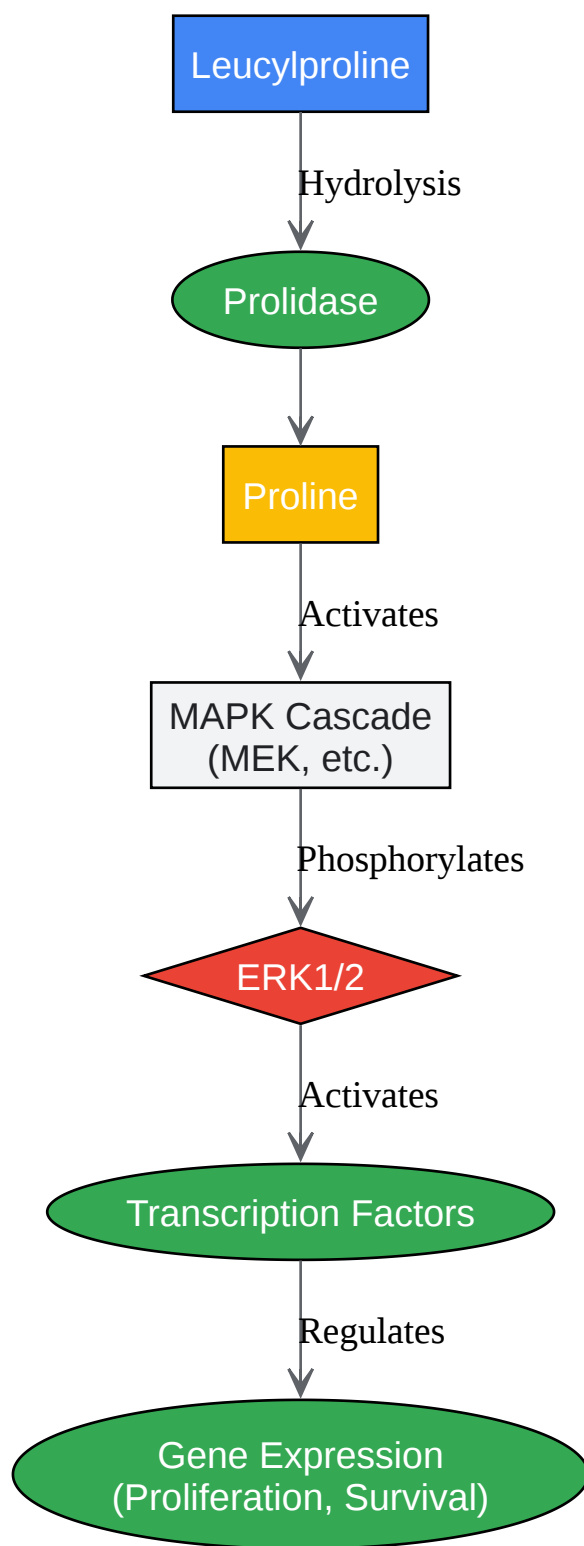 Leucylproline
Hydrolysis
Prolidase
Proline
Activates
MAPK Cascade
(MEK, etc.)
Phosphorylates
ERK1/2
Activates
Transcription Factors
Regulates
Gene Expression
(Proliferation, Survival)